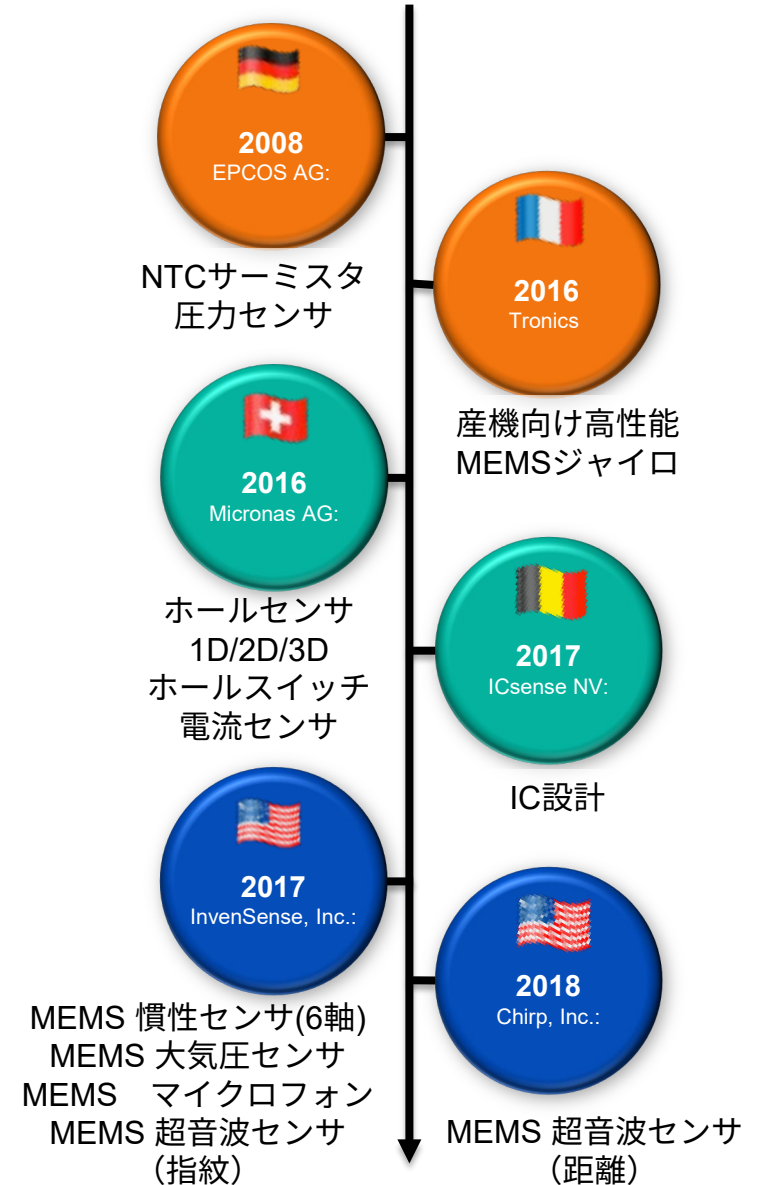 2008
EPCOS AG:
NTCサーミスタ
圧力センサ
2016
Tronics
産機向け高性能
MEMSジャイロ
2016
Micronas AG:
ホールセンサ
1D/2D/3D
ホールスイッチ
電流センサ
2017
ICsense NV:
IC設計
2017
InvenSense, Inc.:
MEMS 慣性センサ(6軸)
MEMS 大気圧センサ
MEMS　マイクロフォン
MEMS 超音波センサ
（指紋）
2018
Chirp, Inc.:
MEMS 超音波センサ
（距離）